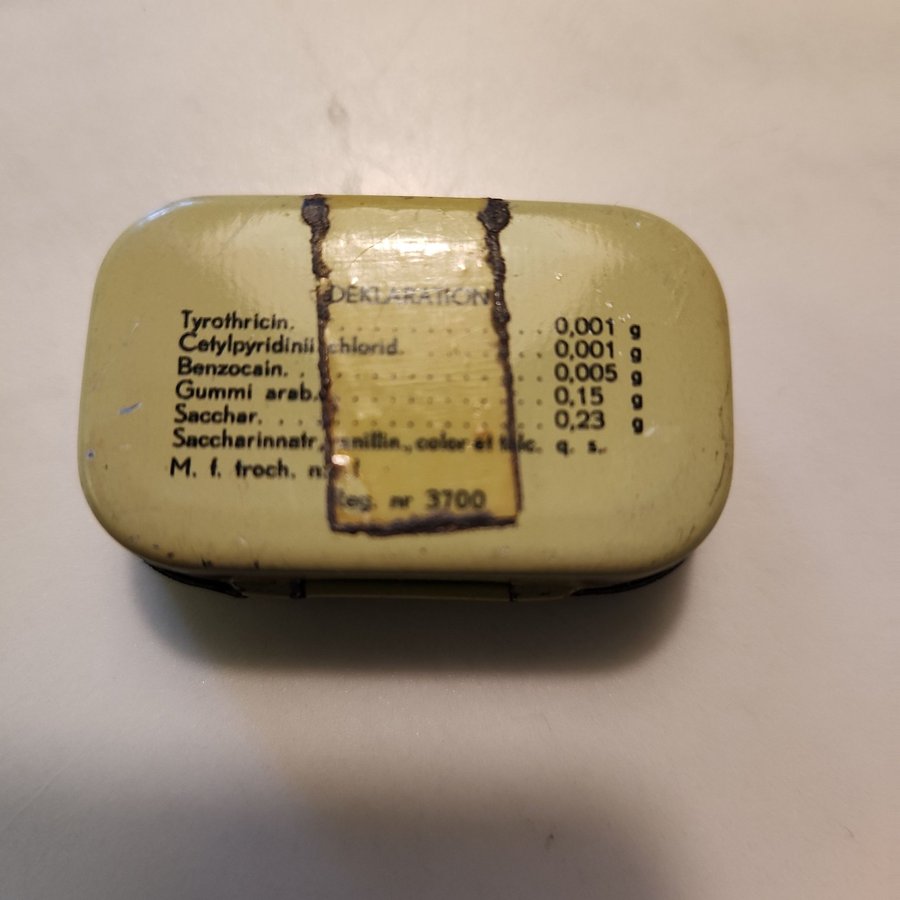 DEKLARATION
Tyrothricin. . . . . . . . . . . . . . . 0,001 g
Cetylpyridinii chlorid. . . . . . . . 0,001 g
Benzocain. . . . . . . . . . . . . . . . 0,005 g
Gummi arab. . . . . . . . . . . . . . 0,15 g
Sacchar. . . . . . . . . . . . . . . . . 0,23 g
Saccharinnatr, vanillin., color et talc. q. s.
M. f. troch.
Reg. nr 3700